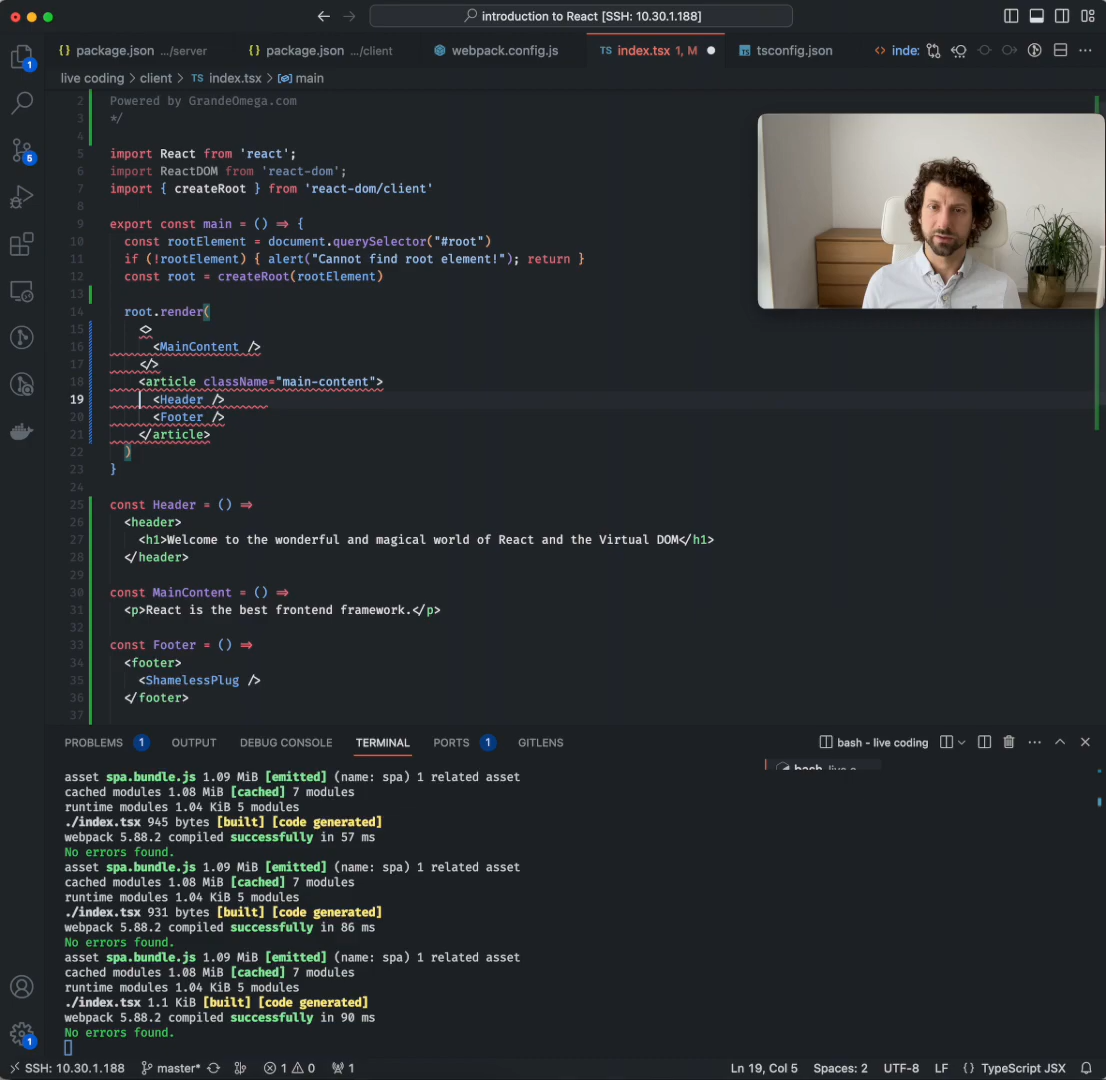 introduction to React [SSH: 10.30.1.188]
{} package.json .../server
{} package.json .../client
webpack.config.js
TS index.tsx 1, M
tsconfig.json
<> inde:
live coding > client > TS index.tsx > main
2 Powered by GrandeOmega.com
3 */
4
5 import React from 'react';
6 import ReactDOM from 'react-dom';
7 import { createRoot } from 'react-dom/client'
8
9 export const main = () => {
10 const rootElement = document.querySelector("#root")
11 if (!rootElement) { alert("Cannot find root element!"); return }
12 const root = createRoot(rootElement)
13
14 root.render(
15 <>
16 <MainContent />
17 </>
18 <article className="main-content">
19 <Header />
20 <Footer />
21 </article>
22 )
23 }
24
25 const Header = () =>
26 <header>
27 <h1>Welcome to the wonderful and magical world of React and the Virtual DOM</h1>
28 </header>
29
30 const MainContent = () =>
31 <p>React is the best frontend framework.</p>
32
33 const Footer = () =>
34 <footer>
35 <ShamelessPlug />
36 </footer>
37
PROBLEMS 1 OUTPUT DEBUG CONSOLE TERMINAL PORTS 1 GITLENS
bash - live coding
asset spa.bundle.js 1.09 MiB [emitted] (name: spa) 1 related asset
cached modules 1.08 MiB [cached] 7 modules
runtime modules 1.04 KiB 5 modules
./index.tsx 945 bytes [built] [code generated]
webpack 5.88.2 compiled successfully in 57 ms
No errors found.
asset spa.bundle.js 1.09 MiB [emitted] (name: spa) 1 related asset
cached modules 1.08 MiB [cached] 7 modules
runtime modules 1.04 KiB 5 modules
./index.tsx 931 bytes [built] [code generated]
webpack 5.88.2 compiled successfully in 86 ms
No errors found.
asset spa.bundle.js 1.09 MiB [emitted] (name: spa) 1 related asset
cached modules 1.08 MiB [cached] 7 modules
runtime modules 1.04 KiB 5 modules
./index.tsx 1.1 KiB [built] [code generated]
webpack 5.88.2 compiled successfully in 90 ms
No errors found.
1
5
1
SSH: 10.30.1.188 master* 1 0 1 Ln 19, Col 5 Spaces: 2 UTF-8 LF {} TypeScript JSX